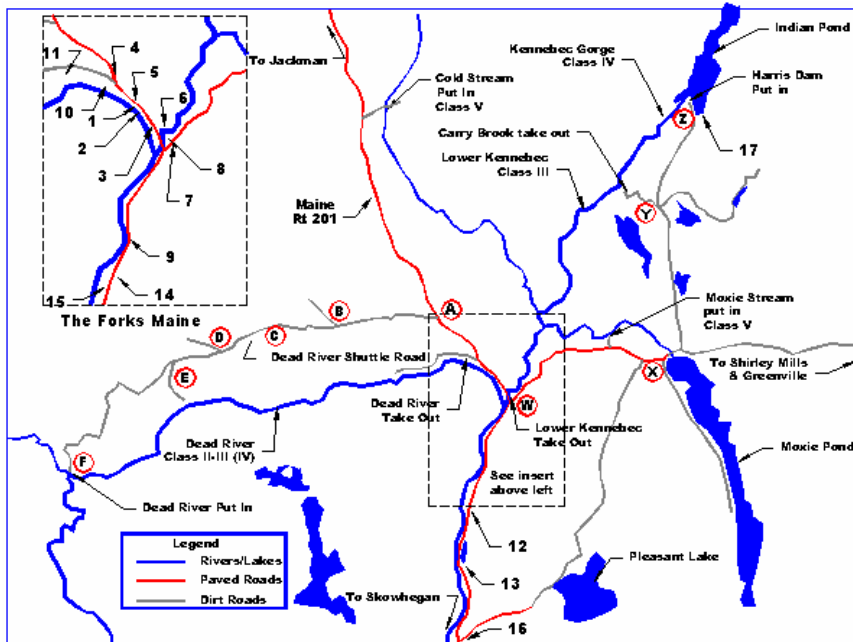 Indian Pond
Kennebec Gorge
Class IV
4
11
To Jackman
5
Cold Stream
Put In
Class V
Harris Dam
Put in
6
10
1
Carry Brook take out
Z
2
8
17
Lower Kennebec
Class III
3
7
Maine
Rt 201
Y
9
15
14
B
A
Moxie Stream
put in
Class V
The Forks Maine
D
C
Dead River Shuttle Road
To Shirley Mills
& Greenville
E
X
Dead River
Take Out
W
Lower Kennebec
Take Out
Dead River
Class II-III (IV)
Moxie Pond
F
See insert
above left
Dead River Put In
12
Legend
Rivers/Lakes
Paved Roads
Dirt Roads
Pleasant Lake
13
To Skowhegan
16